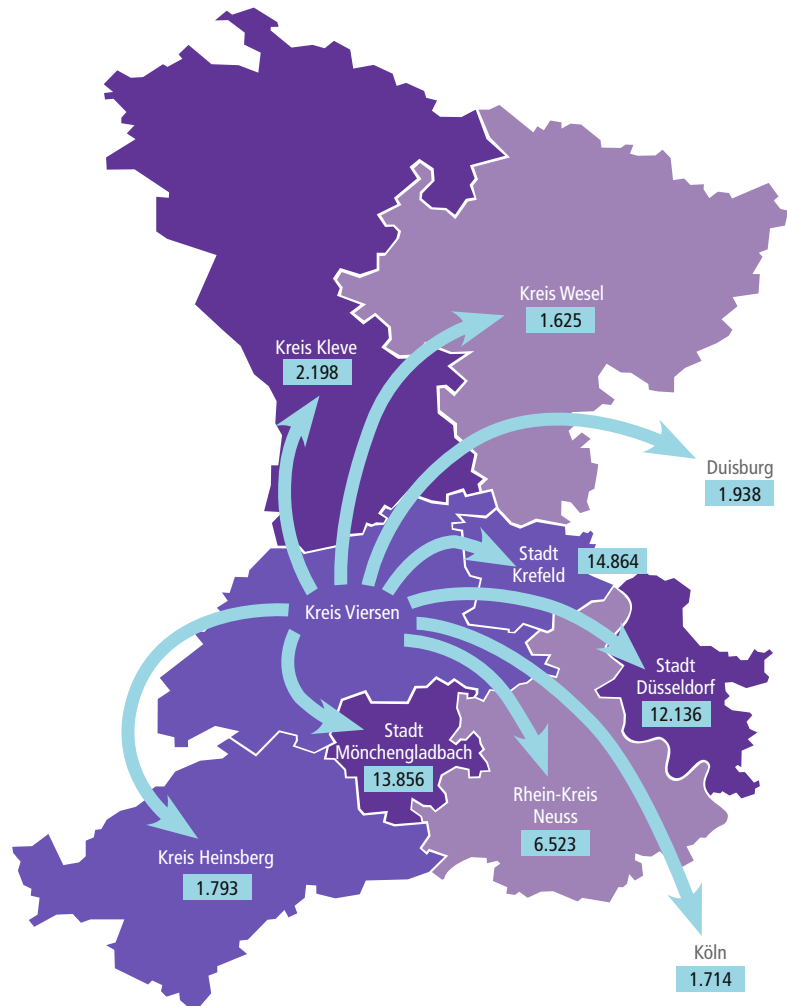 Kreis Wesel
1.625
Kreis Kleve
2.198
Duisburg
1.938
Stadt
Krefeld
14.864
Kreis Viersen
Stadt
Düsseldorf
12.136
Stadt
Mönchengladbach
13.856
Rhein-Kreis
Neuss
6.523
Kreis Heinsberg
1.793
Köln
1.714